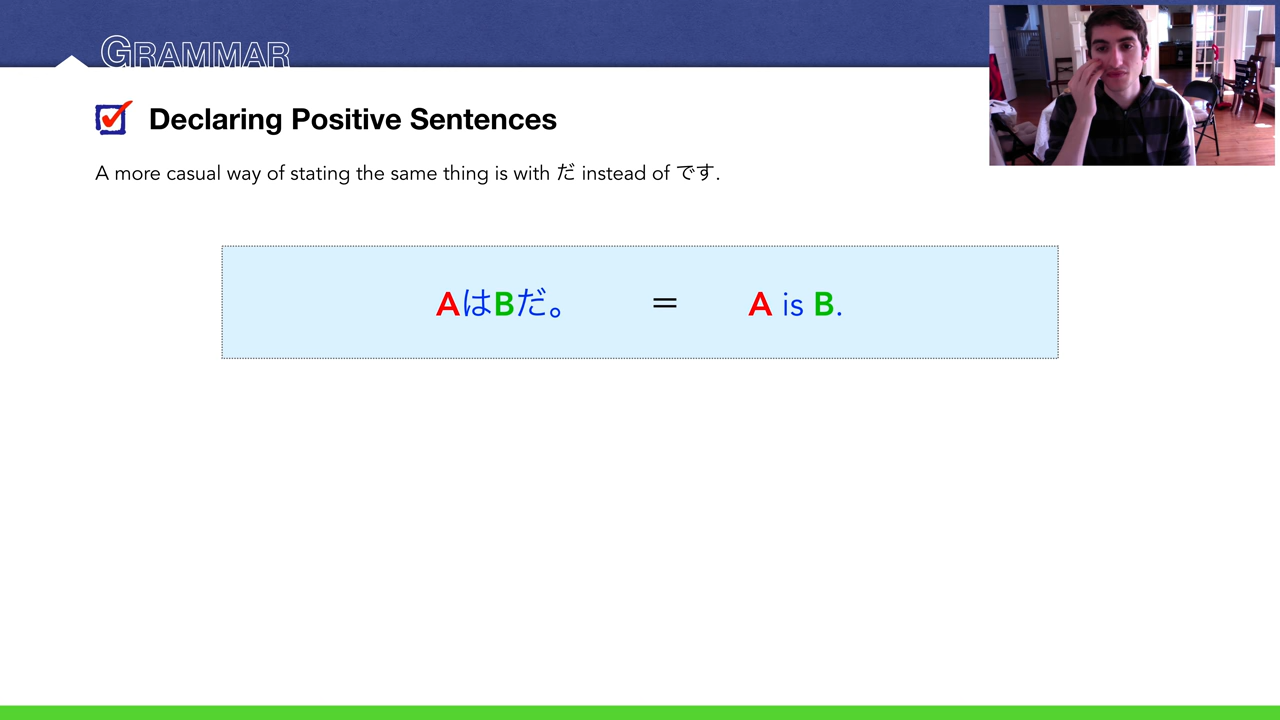 GRAMMAR
Declaring Positive Sentences
A more casual way of stating the same thing is with だ instead of です.
AはBだ。 = A is B.